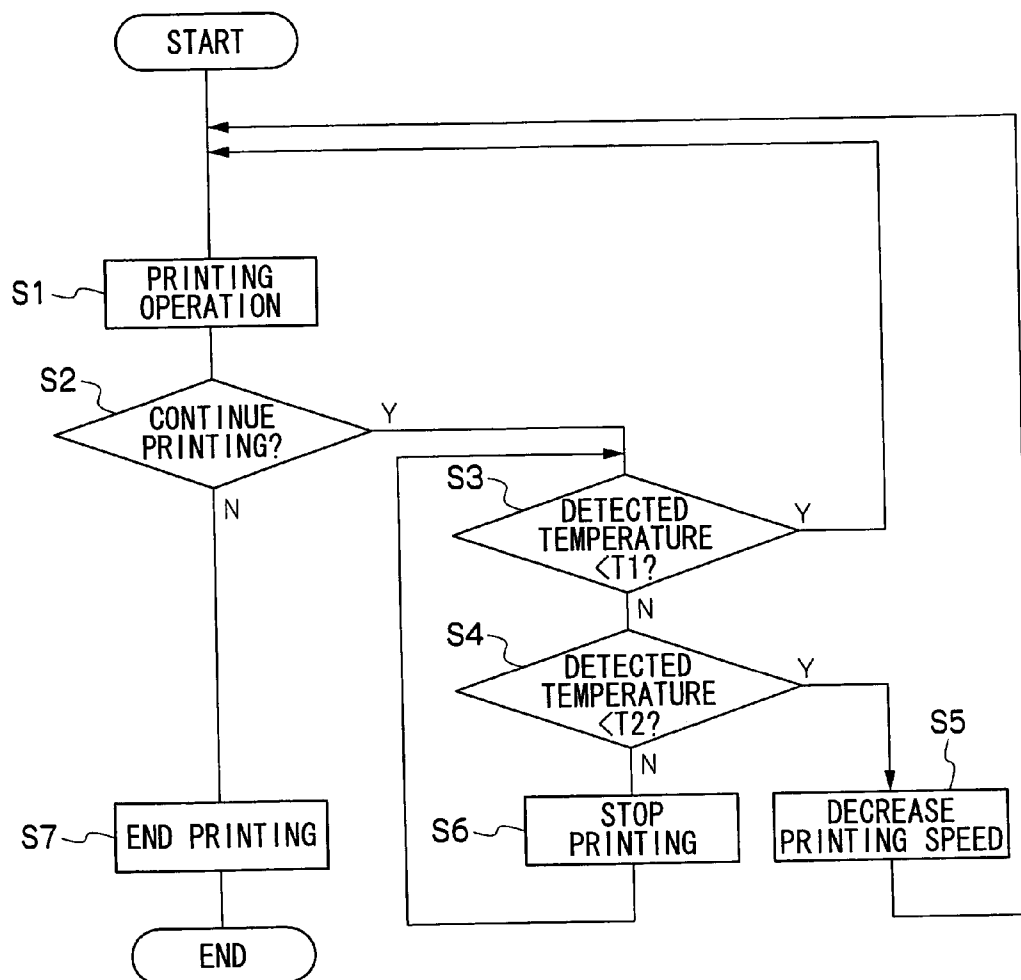 START
S1
PRINTING
OPERATION
S2
CONTINUE
PRINTING?
Y
N
S3
DETECTED
TEMPERATURE
<T1?
Y
N
S4
DETECTED
TEMPERATURE
<T2?
Y
N
S5
DECREASE
PRINTING SPEED
S6
STOP
PRINTING
S7
END PRINTING
END